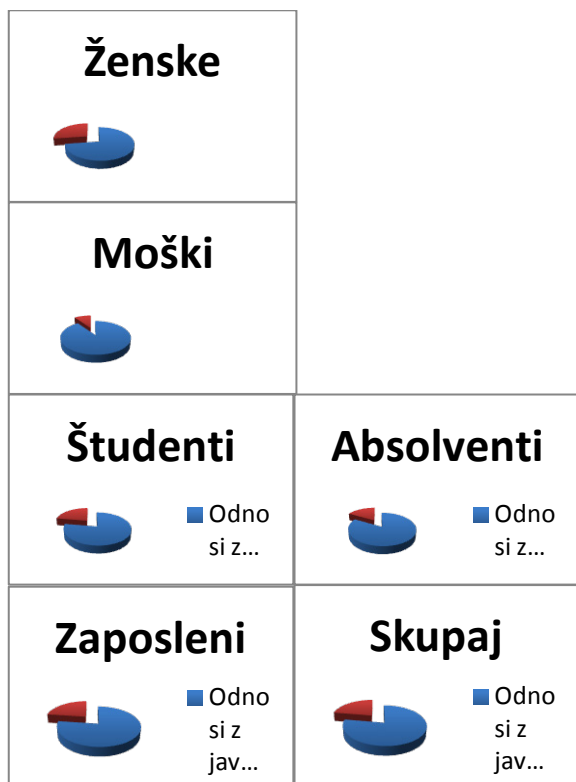 Ženske
Moški
Študenti
Odno
si z...
Absolventi
Odno
si z...
Zaposleni
Odno
si z
jav...
Skupaj
Odno
si z
jav...